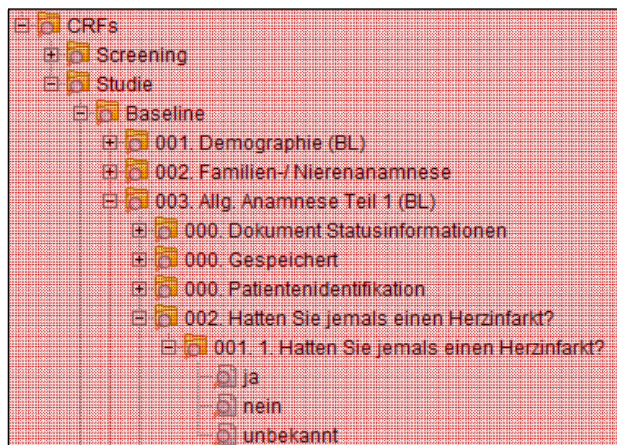 CRFs
Screening
Studie
Baseline
001. Demographie (BL)
002. Familien-/ Nierenanamnese
003. Allg. Anamnese Teil 1 (BL)
000. Dokument Statusinformationen
000. Gespeichert
000. Patientenidentifikation
002. Hatten Sie jemals einen Herzinfarkt?
001. 1. Hatten Sie jemals einen Herzinfarkt?
ja
nein
unbekannt